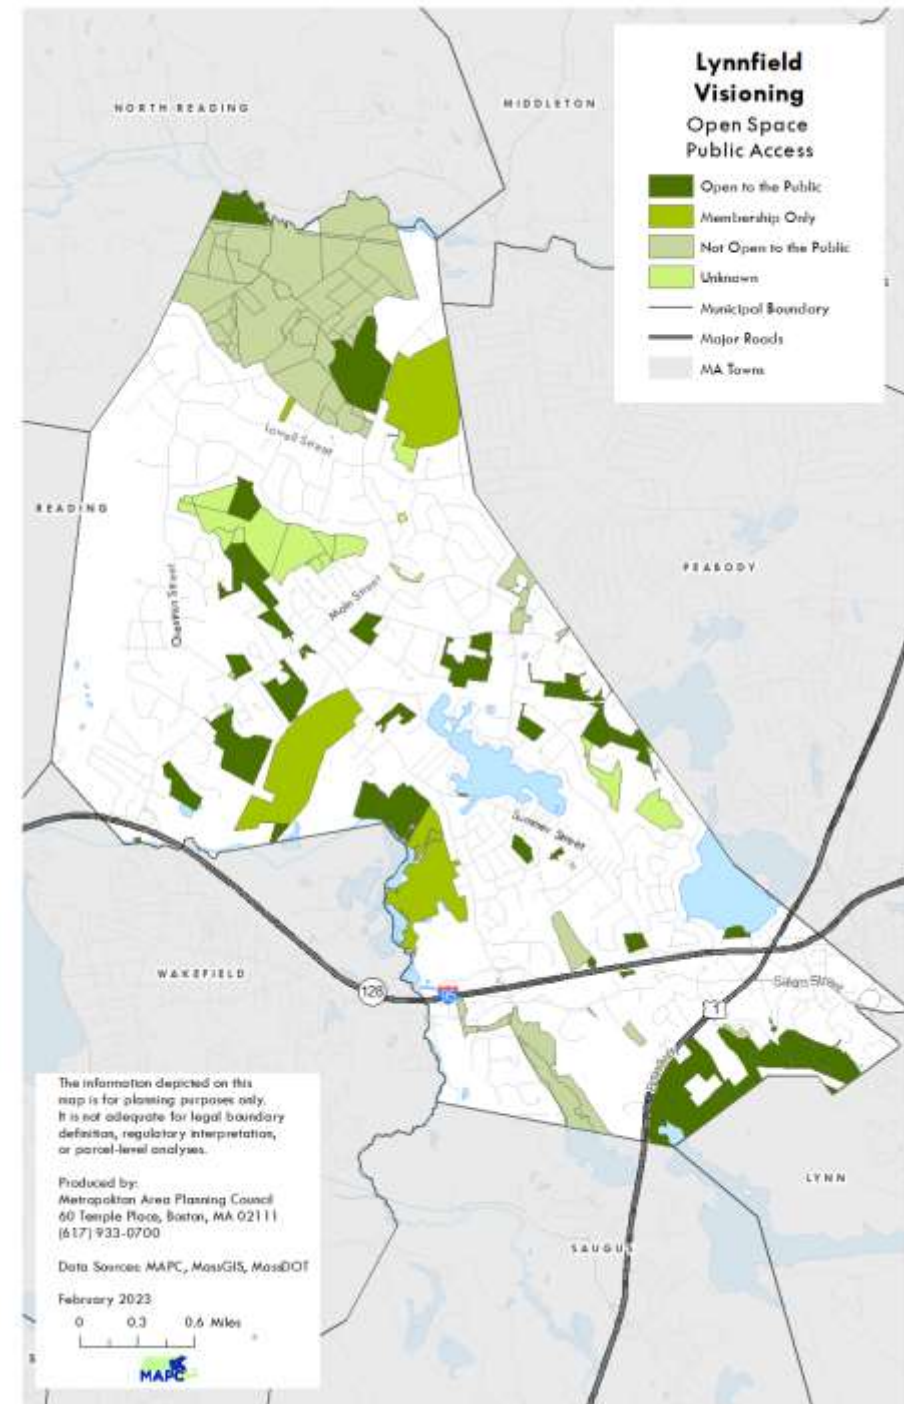 Lynnfield
Visioning
Open Space
Public Access
Open to the Public
Membership Only
Not Open to the Public
Unknown
Municipal Boundary
Major Roads
MA Towns
NORTH READING
MIDDLETON
READING
PEABODY
WAKEFIELD
LYNN
SAUGUS
Lowell Street
Chestnut Street
Main Street
Summer Street
Salem Street
128
95
1
The information depicted on this
map is for planning purposes only.
It is not adequate for legal boundary
definition, regulatory interpretation,
or parcel-level analyses.
Produced by:
Metropolitan Area Planning Council
60 Temple Place, Boston, MA 02111
(617) 933-0700
Data Sources: MAPC, MassGIS, MassDOT
February 2023
0 0.3 0.6 Miles
MAPC